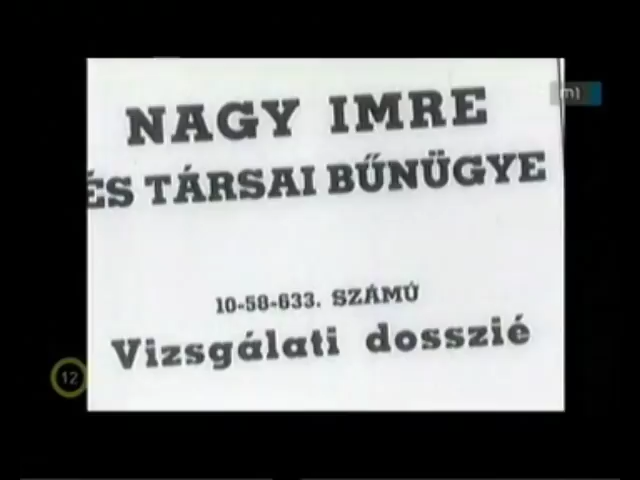 NAGY IMRE
m1
ÉS TÁRSAI BŰNÜGYE
10-58-633. SZÁMÚ
Vizsgálati dosszié
12